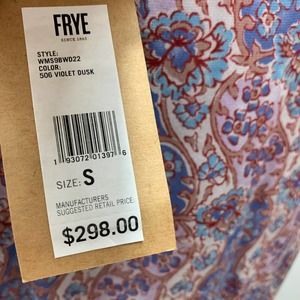 FRYE
SINCE 1863
STYLE:
WMS9BW022
COLOR:
506 VIOLET DUSK
1 93072 01397 6
SIZE: S
MANUFACTURERS
SUGGESTED RETAIL PRICE:
$298.00